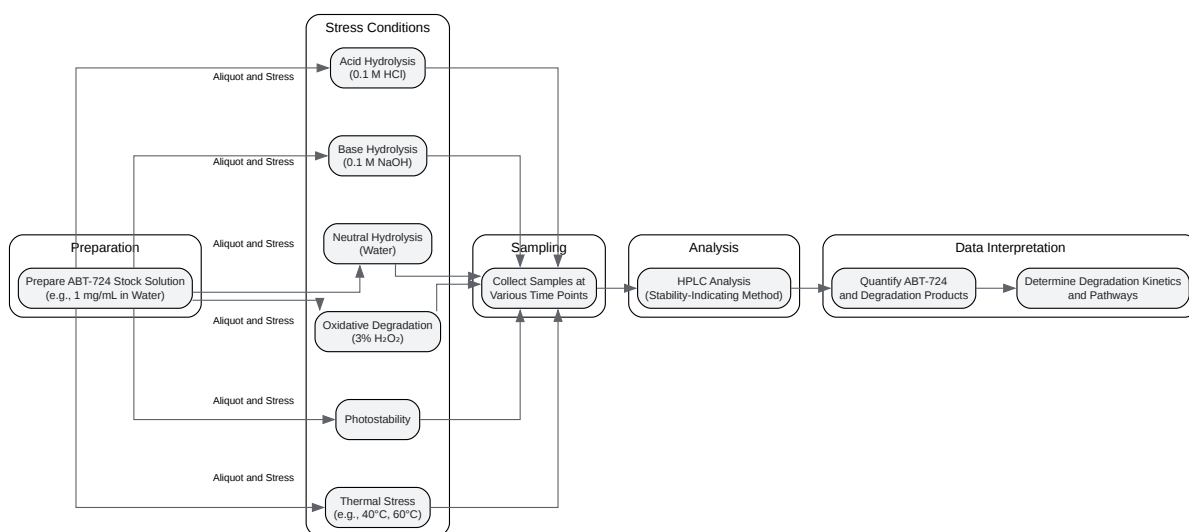 Stress Conditions
Acid Hydrolysis
(0.1 M HCl)
Aliquot and Stress
Base Hydrolysis
(0.1 M NaOH)
Aliquot and Stress
Neutral Hydrolysis
(Water)
Aliquot and Stress
Preparation
Prepare ABT-724 Stock Solution
(e.g., 1 mg/mL in Water)
Sampling
Collect Samples at
Various Time Points
Analysis
HPLC Analysis
(Stability-Indicating Method)
Data Interpretation
Quantify ABT-724
and Degradation Products
Determine Degradation Kinetics
and Pathways
Aliquot and Stress
Oxidative Degradation
(3% H₂O₂)
Aliquot and Stress
Photostability
Aliquot and Stress
Thermal Stress
(e.g., 40°C, 60°C)